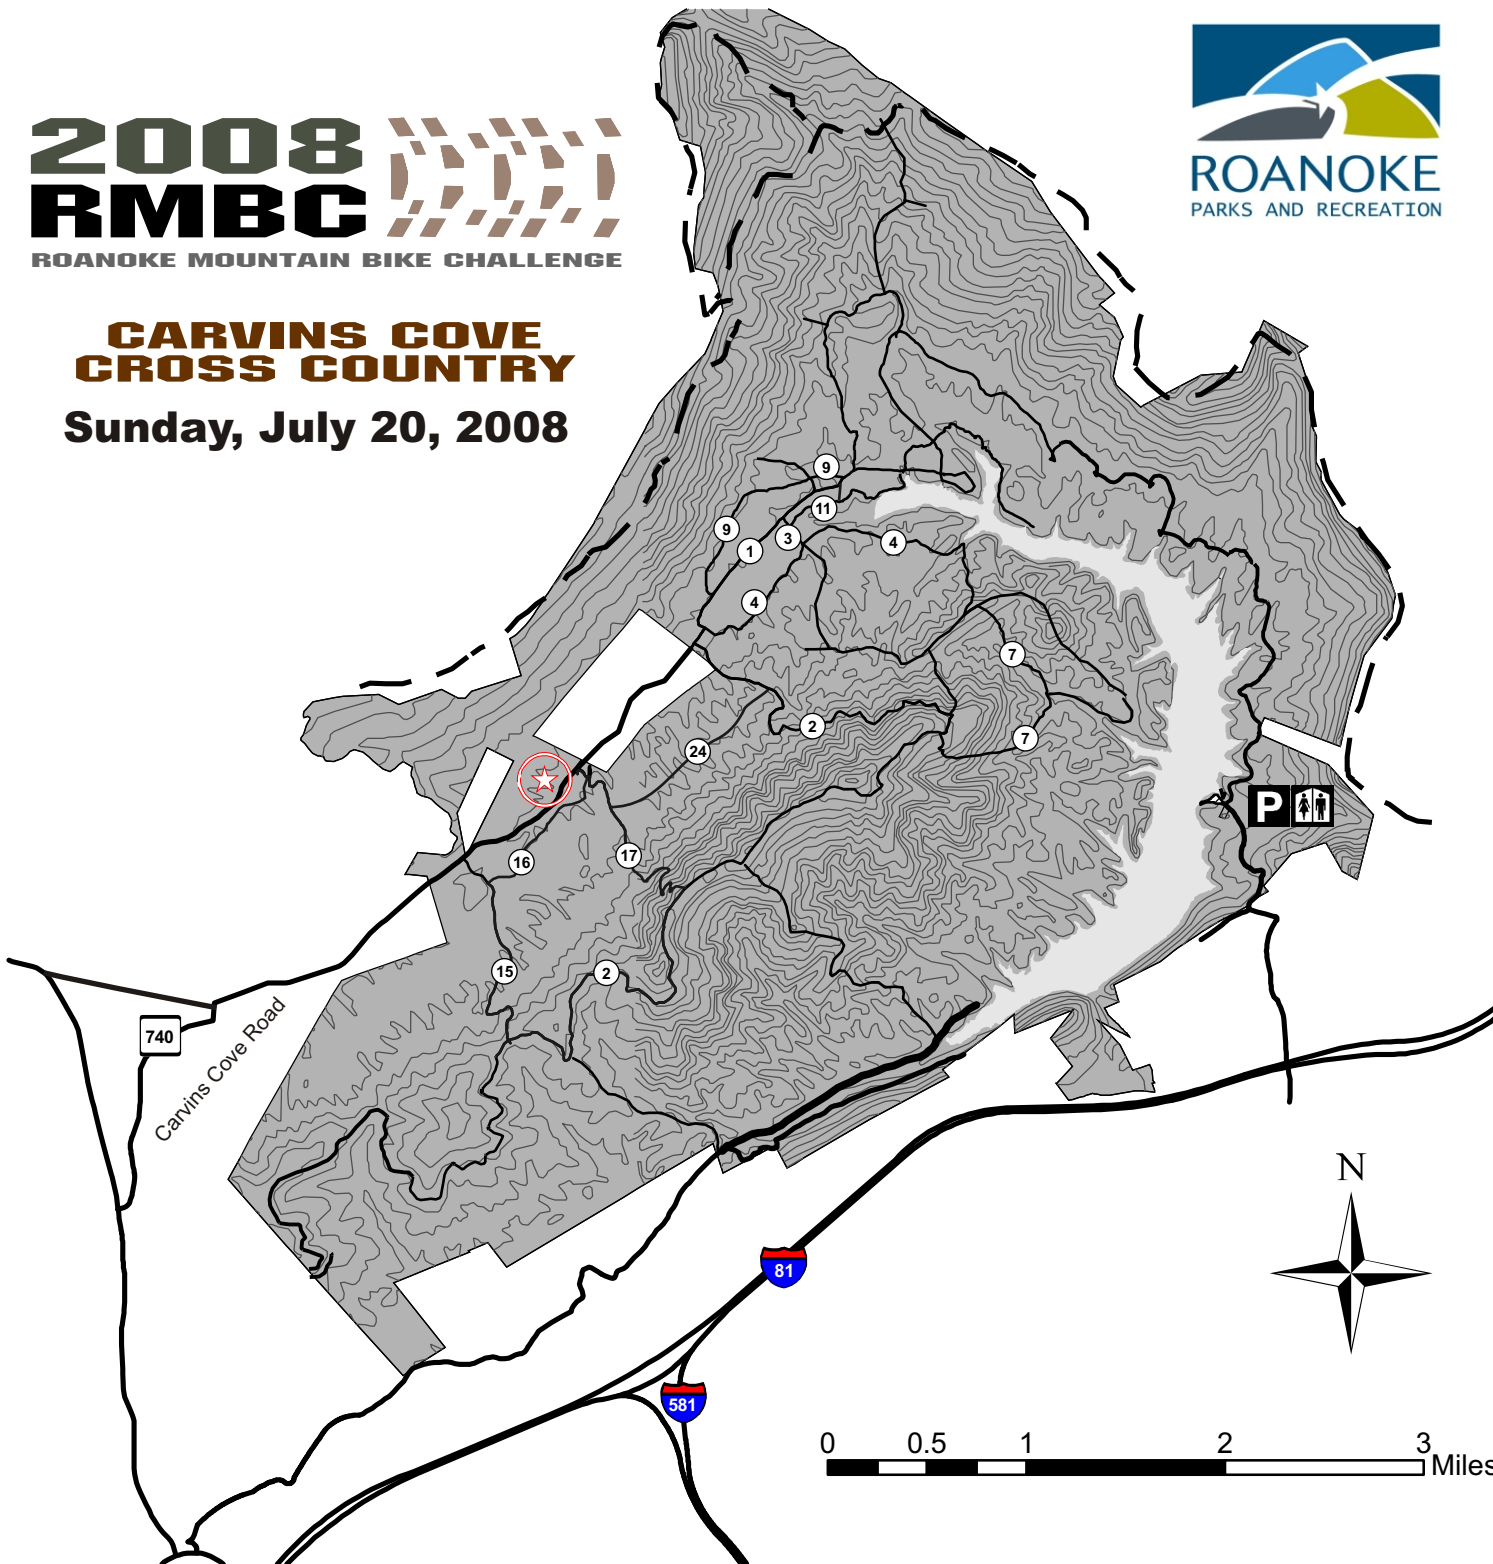 2008
RMBC
ROANOKE MOUNTAIN BIKE CHALLENGE
CARVINS COVE
CROSS COUNTRY
Sunday, July 20, 2008
ROANOKE
PARKS AND RECREATION
9
11
9
3
1
4
4
7
2
7
24
P
16
17
15
2
740
Carvins Cove Road
N
81
581
0 0.5 1 2 3
Miles